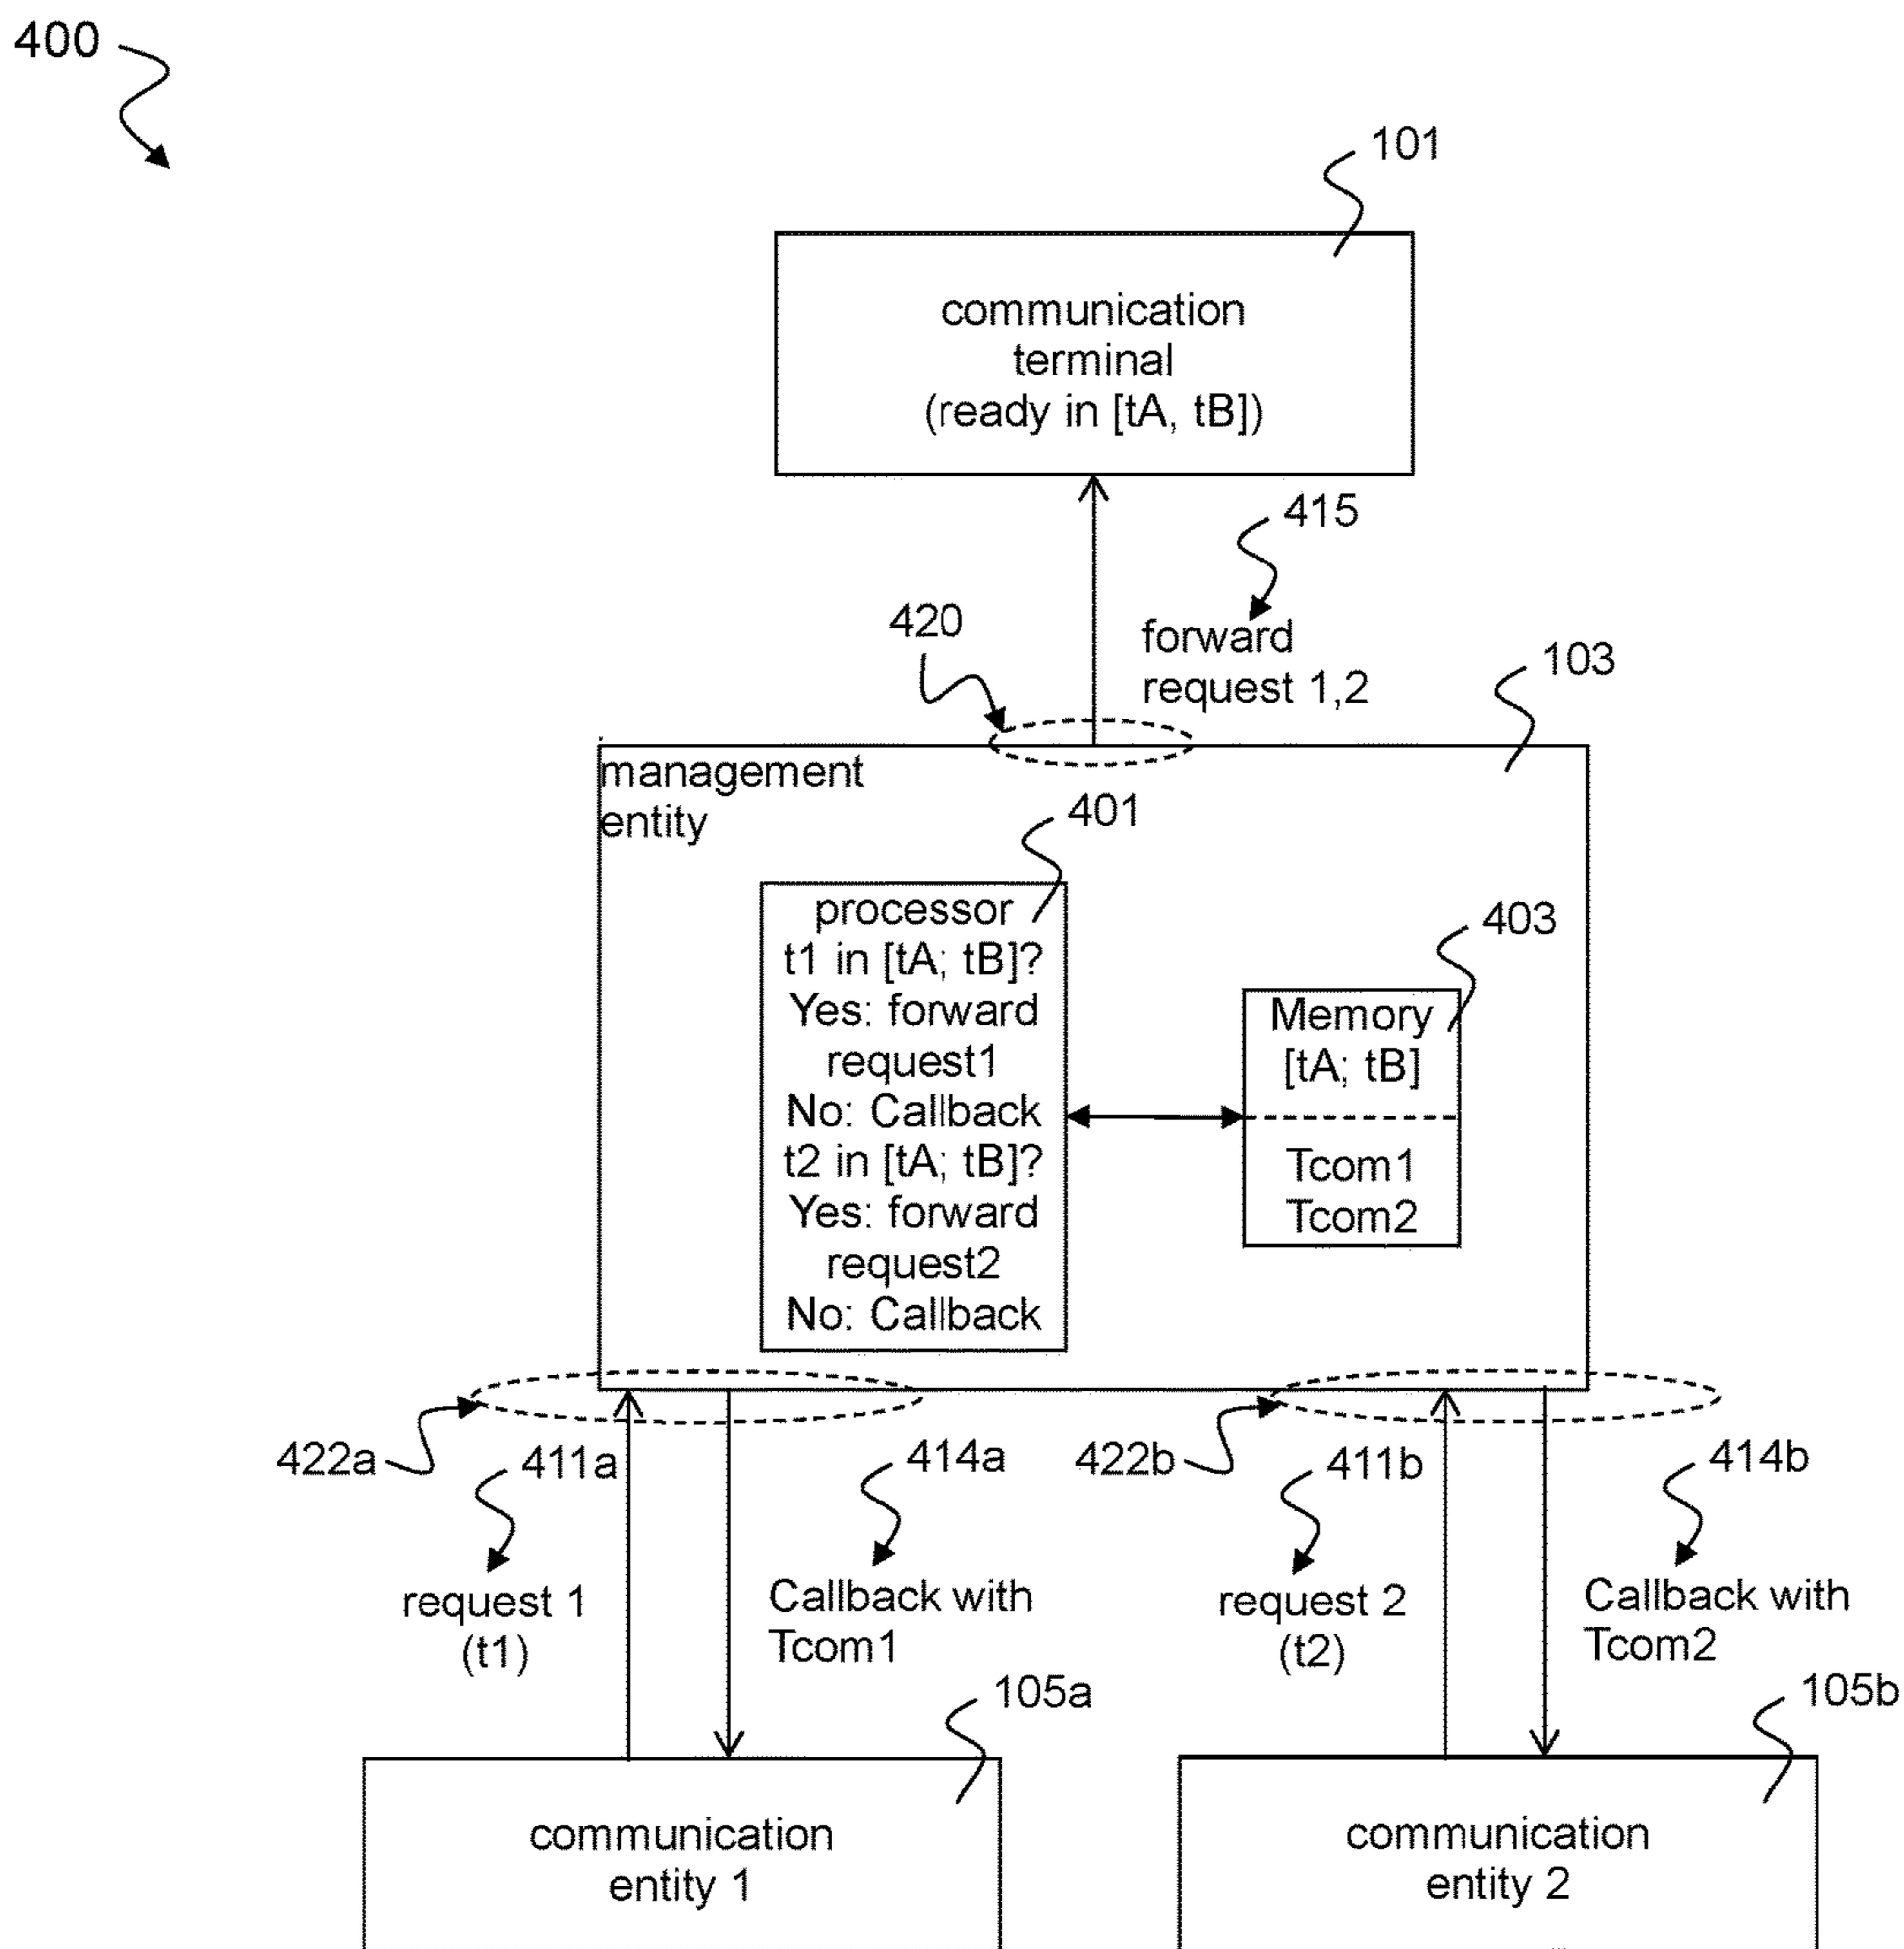 400
101
communication
terminal
(ready in [tA, tB])
415
420
forward
request 1,2
103
management
entity
401
processor
t1 in [tA; tB]?
Yes: forward
request1
No: Callback
t2 in [tA; tB]?
Yes: forward
request2
No: Callback
403
Memory
[tA; tB]
Tcom1
Tcom2
422a
411a
414a
422b
411b
414b
request 1
(t1)
Callback with
Tcom1
request 2
(t2)
Callback with
Tcom2
105a
105b
communication
entity 1
communication
entity 2